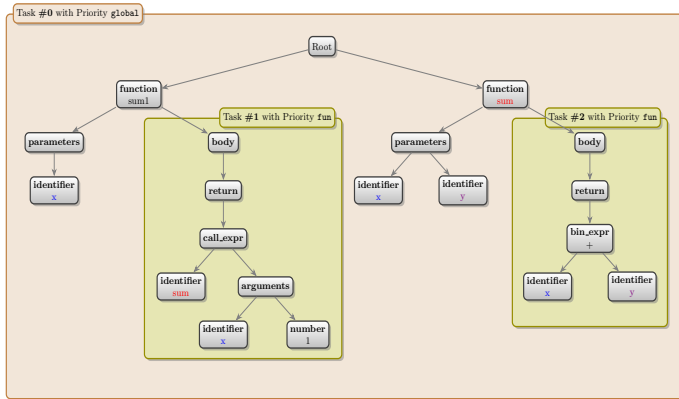 Task #0 with Priority global
Root
function
sum1
function
sum
Task #1 with Priority fun
Task #2 with Priority fun
parameters
body
parameters
body
identifier
x
return
identifier
x
identifier
y
return
call_expr
bin_expr
+
identifier
sum
arguments
identifier
x
identifier
y
identifier
x
number
1